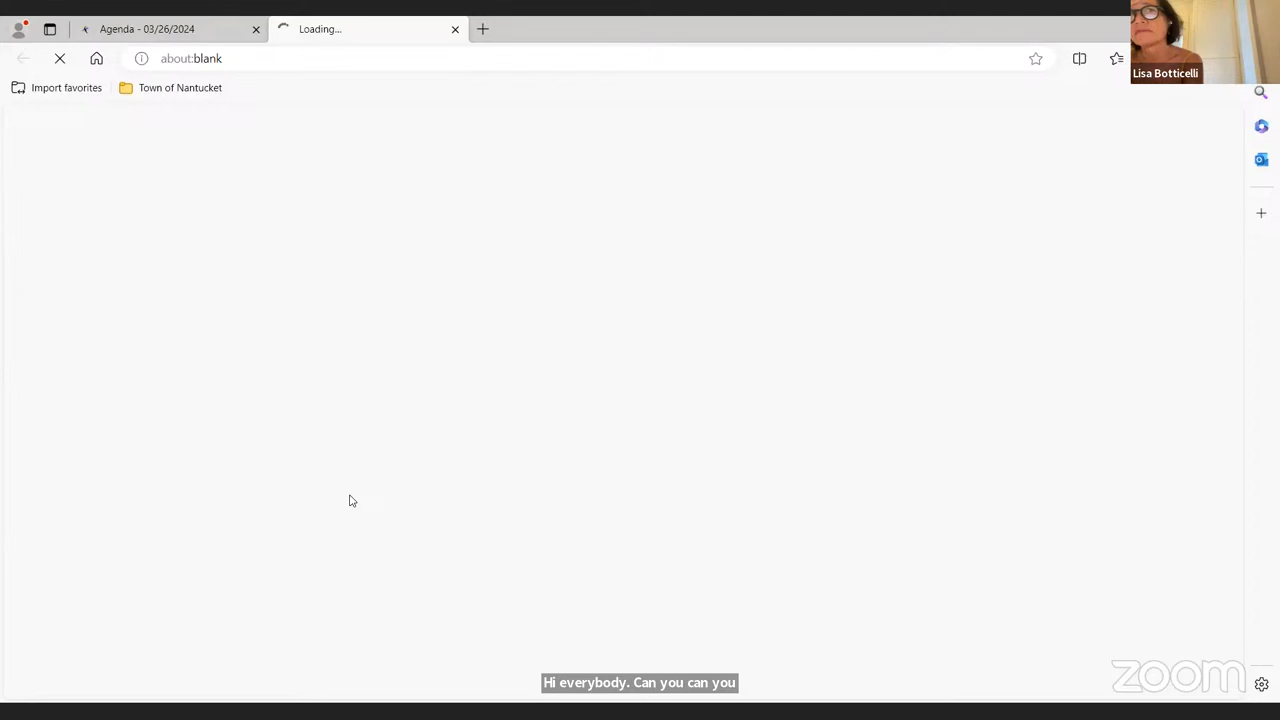 Agenda - 03/26/2024
Loading...
about:blank
Import favorites
Town of Nantucket
Lisa Botticelli
Hi everybody. Can you can you
zoom